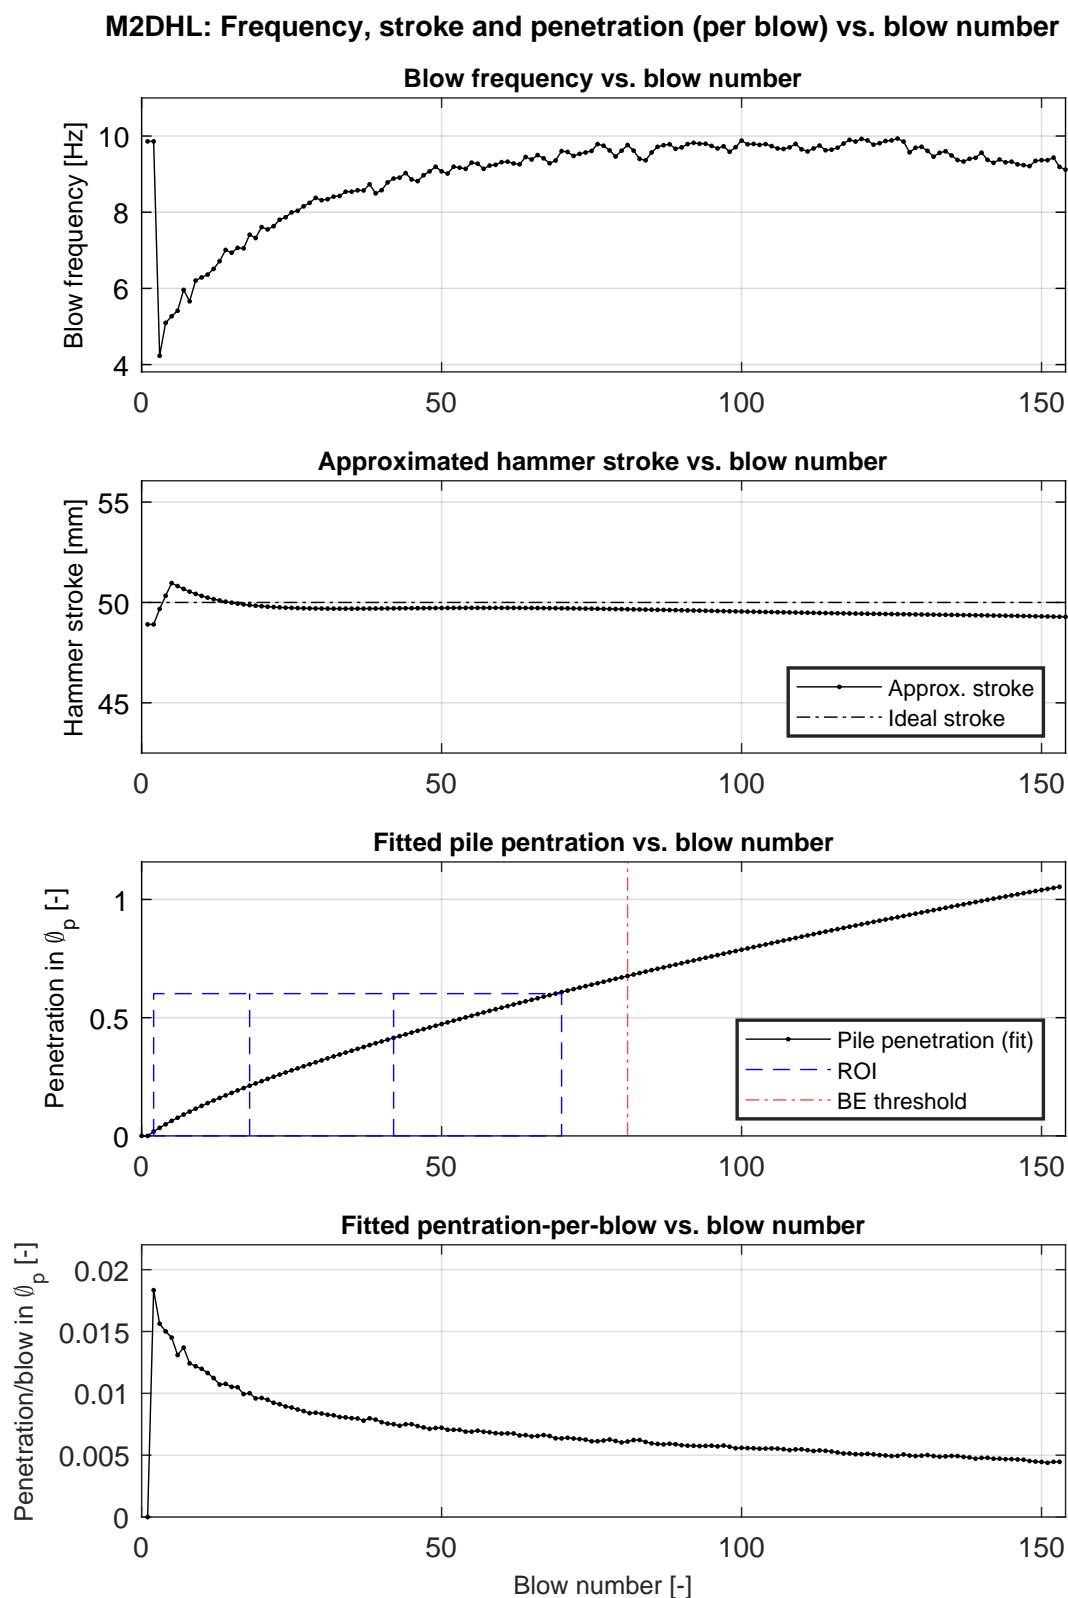 M2DHL: Frequency, stroke and penetration (per blow) vs. blow number
Blow frequency vs. blow number
Blow frequency [Hz]
10
8
6
4
0
50
100
150
Approximated hammer stroke vs. blow number
Hammer stroke [mm]
55
50
45
Approx. stroke
Ideal stroke
0
50
100
150
Fitted pile pentration vs. blow number
Penetration in ∅p [-]
1
0.5
0
Pile penetration (fit)
ROI
BE threshold
0
50
100
150
Fitted pentration-per-blow vs. blow number
Penetration/blow in ∅p [-]
0.02
0.015
0.01
0.005
0
0
50
100
150
Blow number [-]